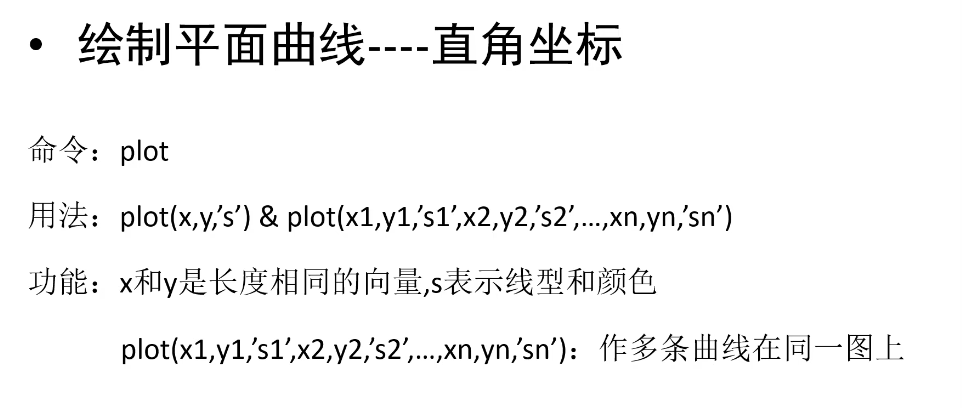 • 绘制平面曲线----直角坐标
命令：plot
用法：plot(x,y,’s’) & plot(x1,y1,’s1’,x2,y2,’s2’,…,xn,yn,’sn’)
功能：x和y是长度相同的向量,s表示线型和颜色
plot(x1,y1,’s1’,x2,y2,’s2’,…,xn,yn,’sn’)：作多条曲线在同一图上